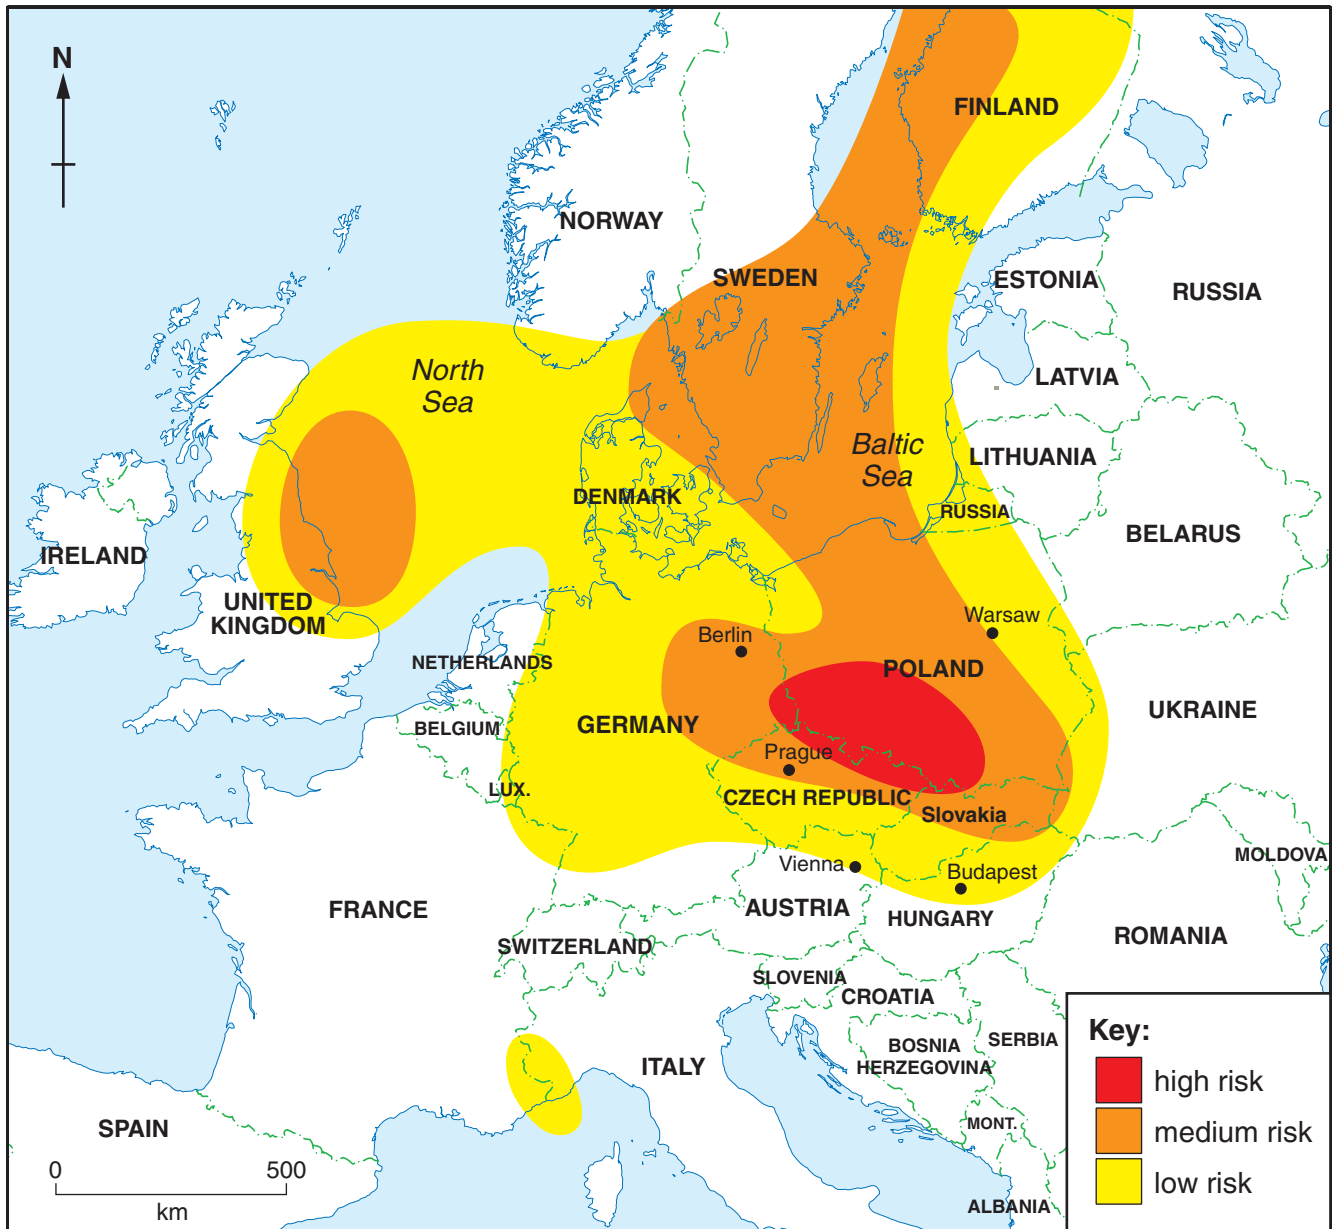 N
FINLAND
NORWAY
SWEDEN
ESTONIA
RUSSIA
North
Sea
LATVIA
Baltic
Sea
LITHUANIA
DENMARK
RUSSIA
BELARUS
IRELAND
UNITED
KINGDOM
Warsaw
Berlin
NETHERLANDS
POLAND
UKRAINE
BELGIUM
GERMANY
Prague
LUX.
CZECH REPUBLIC
Slovakia
MOLDOVA
Vienna
Budapest
FRANCE
AUSTRIA
HUNGARY
ROMANIA
SWITZERLAND
SLOVENIA
CROATIA
Key:
BOSNIA
HERZEGOVINA
SERBIA
ITALY
high risk
SPAIN
MONT.
medium risk
0 500
km
low risk
ALBANIA